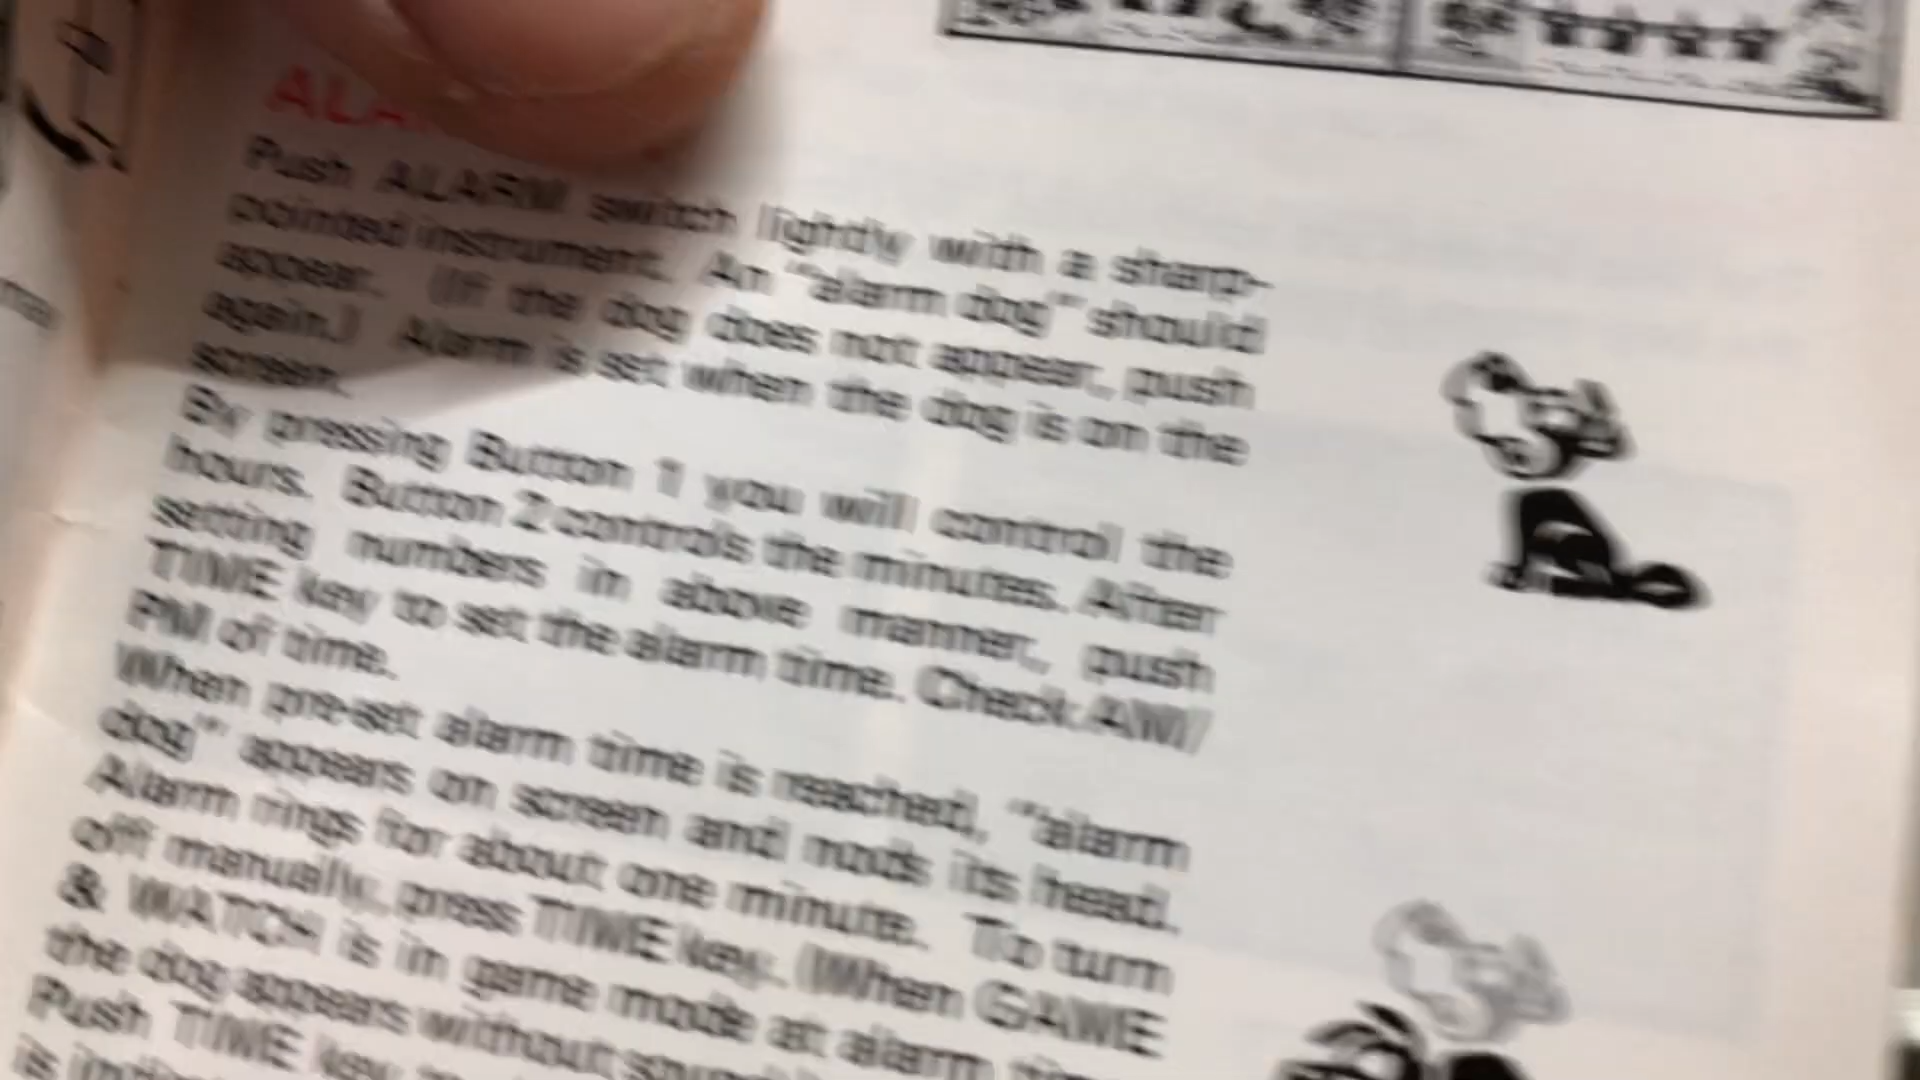 ALA
Push ALARM switch lightly with a sharp-
pointed instrument. An "alarm dog" should
appear. (If the dog does not appear, push
again.) Alarm is set when the dog is on the
screen.
By pressing Button 1 you will control the
hours. Button 2 controls the minutes. After
setting numbers in above manner, push
TIME key to set the alarm time. Check AM/
PM of time.
When pre-set alarm time is reached, "alarm
dog" appears on screen and nods its head.
Alarm rings for about one minute. To turn
off manually, press TIME key. (When GAME
& WATCH is in game mode at alarm
the dog appears without
Push TIME key
is